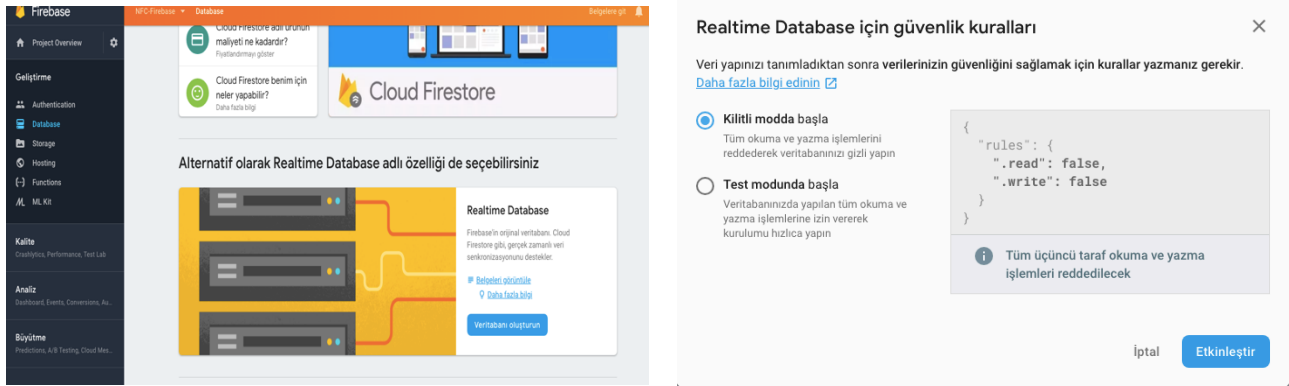 Firebase
NFC-Firebase
Database
Belgelere git
Project Overview
Geliştirme
Authentication
Database
Storage
Hosting
Functions
ML Kit
Kalite
Crashlytics, Performance, Test Lab
Analiz
Dashboard, Events, Conversions, Au...
Büyütme
Predictions, A/B Testing, Cloud Mes...
Cloud Firestore adlı ürünün
maliyeti ne kadardır?
Fiyatlandırmayı göster
Cloud Firestore benim için
neler yapabilir?
Daha fazla bilgi
Cloud Firestore
Alternatif olarak Realtime Database adlı özelliği de seçebilirsiniz
Realtime Database
Firebase'in orijinal veritabanı. Cloud
Firestore gibi, gerçek zamanlı veri
senkronizasyonunu destekler.
Belgeleri görüntüle
Daha fazla bilgi
Veritabanı oluşturun
Realtime Database için güvenlik kuralları
Veri yapınızı tanımladıktan sonra verilerinizin güvenliğini sağlamak için kurallar yazmanız gerekir.
Daha fazla bilgi edinin
Kilitli modda başla
Tüm okuma ve yazma işlemlerini
reddederek veritabanınızı gizli yapın
Test modunda başla
Veritabanınızda yapılan tüm okuma ve
yazma işlemlerine izin vererek
kurulumu hızlıca yapın
{
"rules": {
".read": false,
".write": false
}
}
Tüm üçüncü taraf okuma ve yazma
işlemleri reddedilecek
İptal
Etkinleştir